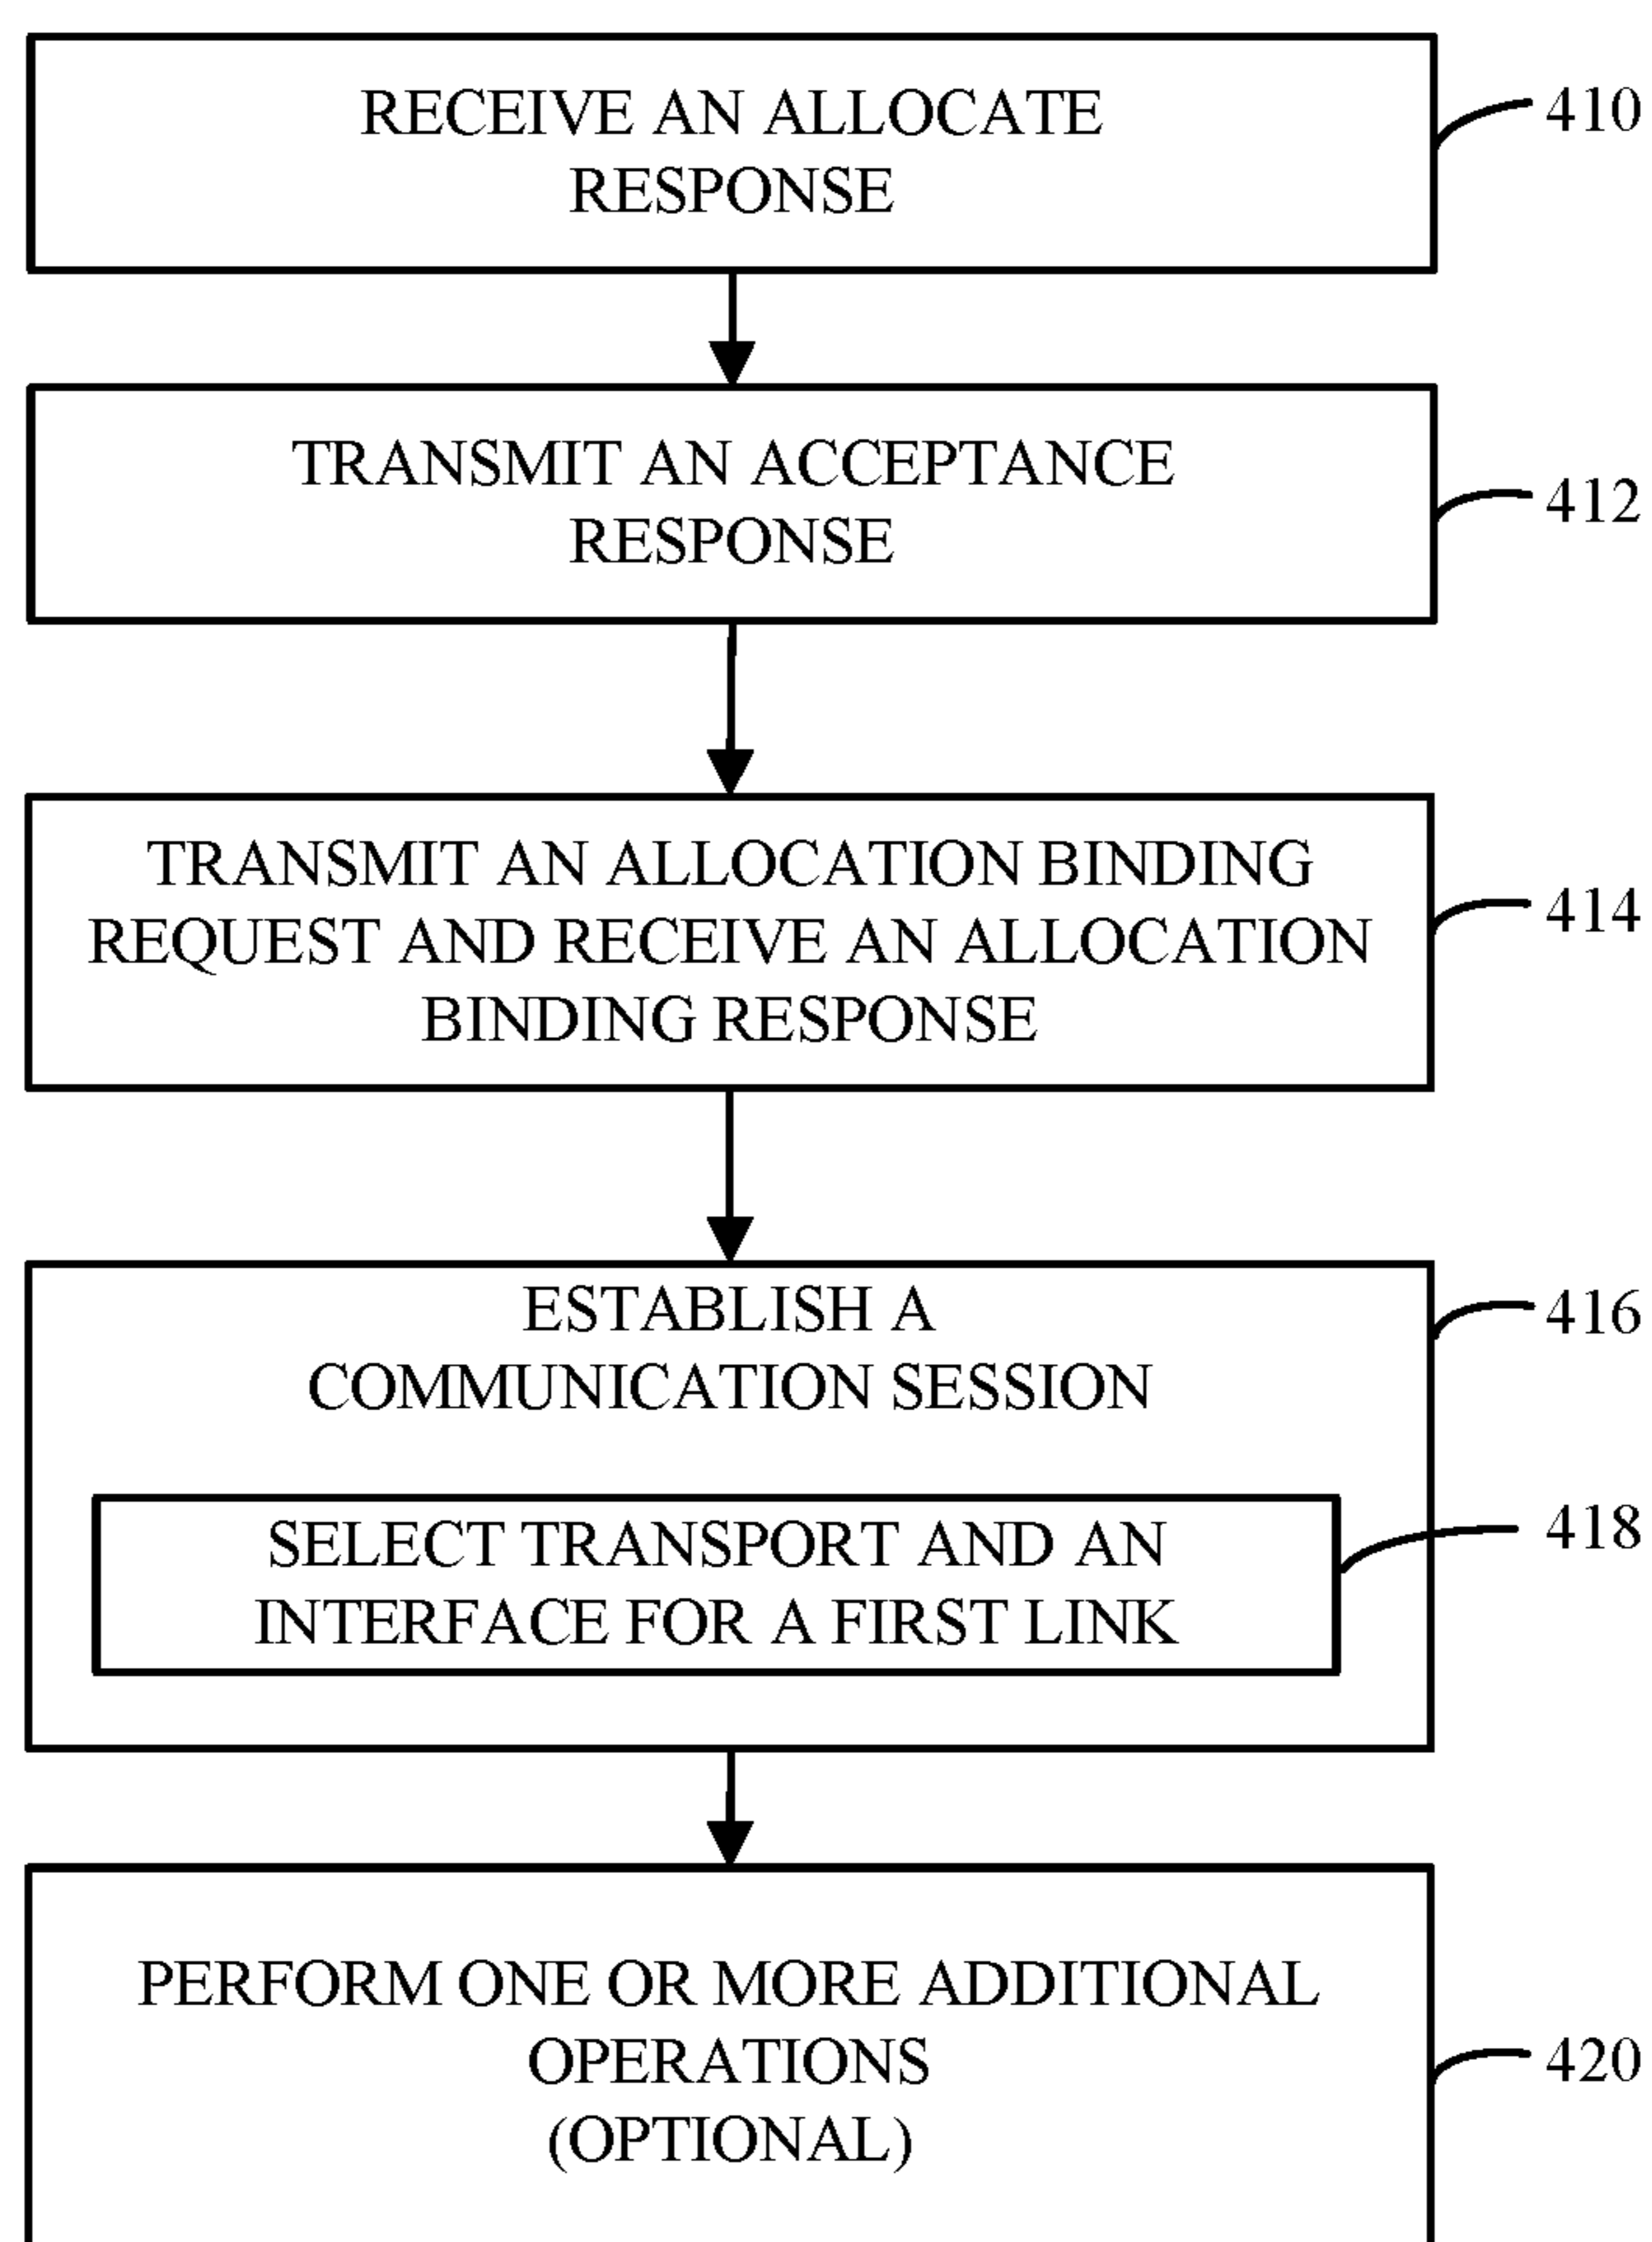 RECEIVE AN ALLOCATE
RESPONSE
410
TRANSMIT AN ACCEPTANCE
RESPONSE
412
TRANSMIT AN ALLOCATION BINDING
REQUEST AND RECEIVE AN ALLOCATION
BINDING RESPONSE
414
ESTABLISH A
COMMUNICATION SESSION
416
SELECT TRANSPORT AND AN
INTERFACE FOR A FIRST LINK
418
PERFORM ONE OR MORE ADDITIONAL
OPERATIONS
(OPTIONAL)
420